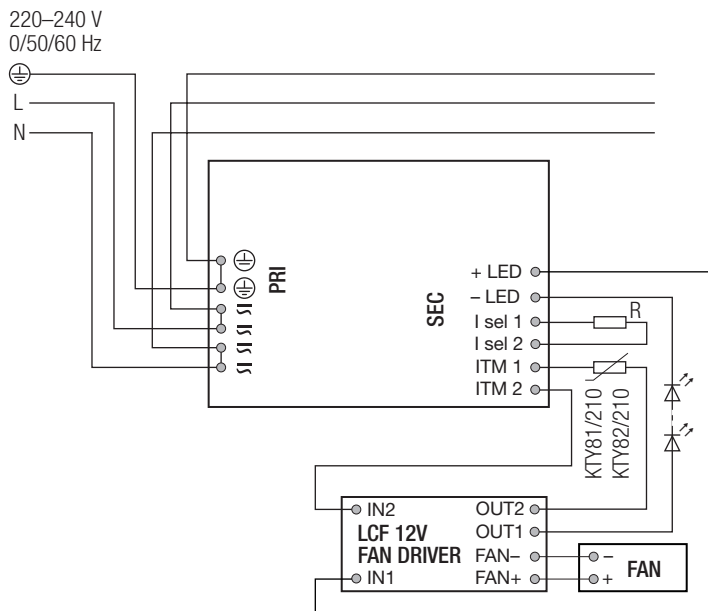 220–240 V
0/50/60 Hz
L
N
PRI
~
~
~
~
SEC
+ LED
– LED
I sel 1
I sel 2
ITM 1
ITM 2
R
KTY81/210
KTY82/210
IN2
LCF 12V
FAN DRIVER
IN1
OUT2
OUT1
FAN–
FAN+
–
+
FAN